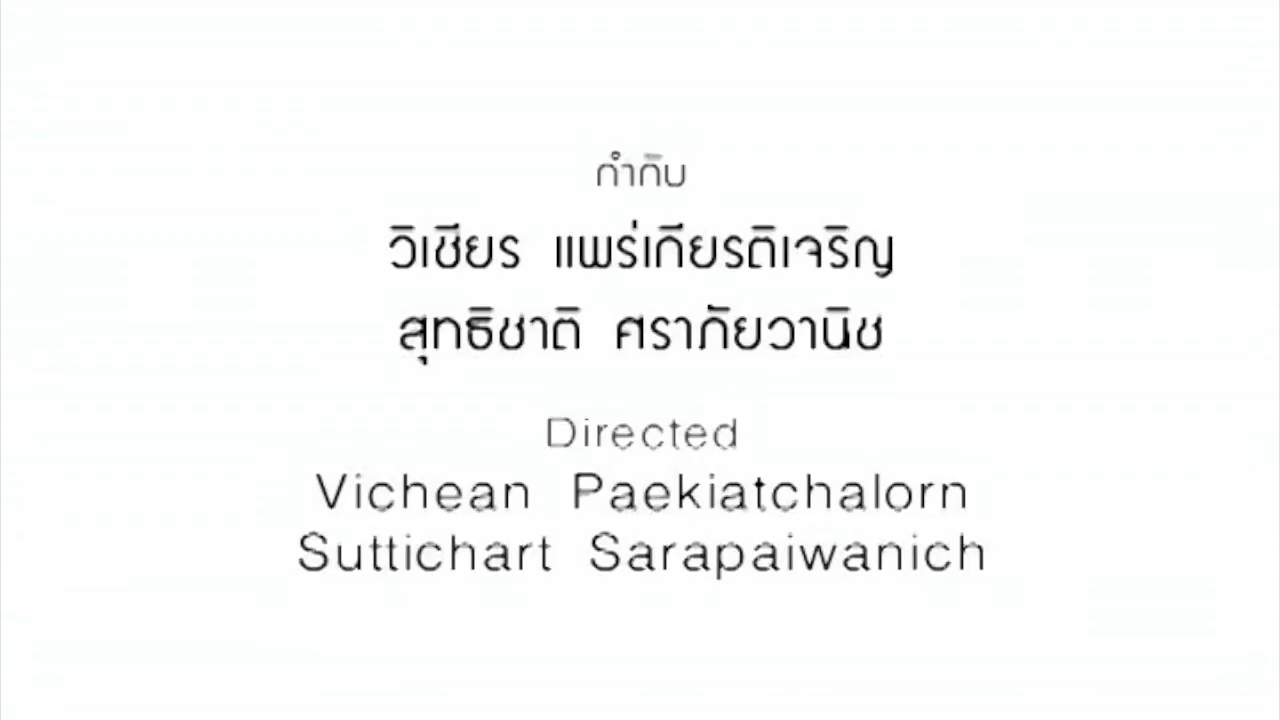 กำกับ
วิเชียร แพร่เกียรติเจริญ
สุทธิชาติ ศราภัยวานิช
Directed
Vichean Paekiatchalorn
Suttichart Sarapaiwanich